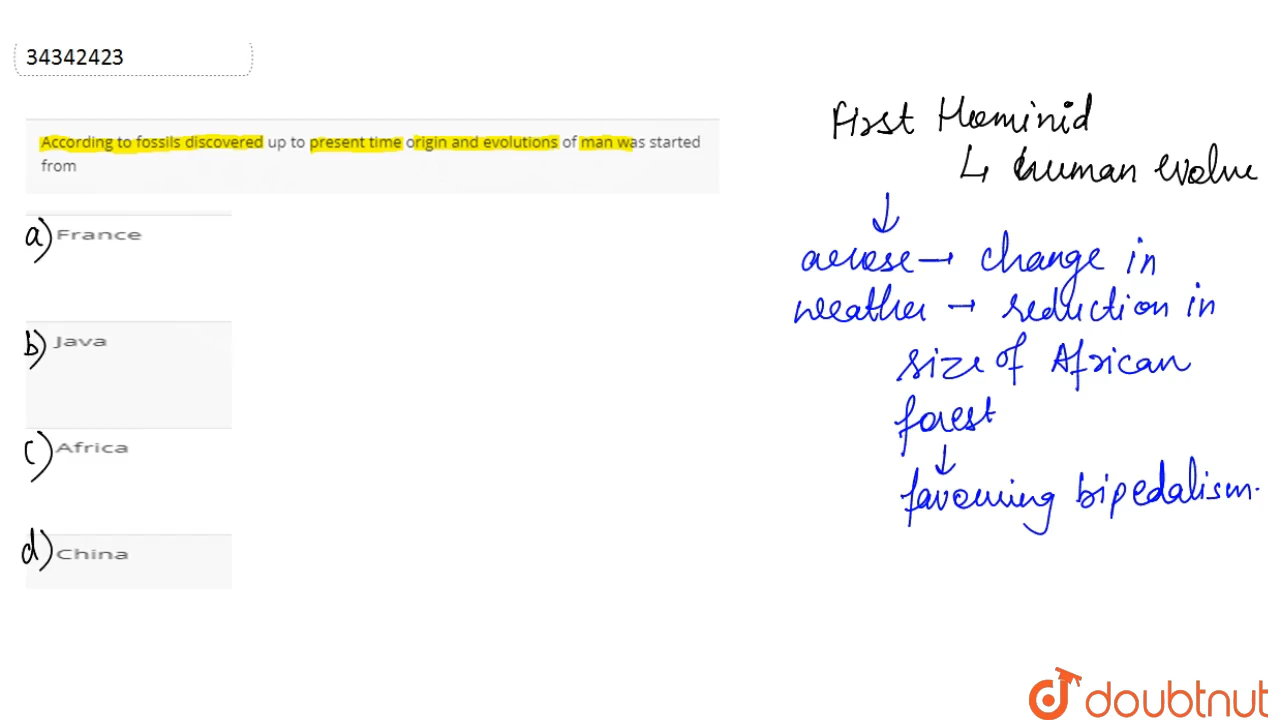 34342423
According to fossils discovered up to present time origin and evolutions of man was started
from
a) France
b) Java
c) Africa
d) China
First Hominid
↳ human evolve
↓
arose → change in
weather → reduction in
size of African
forest
↓
favouring bipedalism.
doubtnut